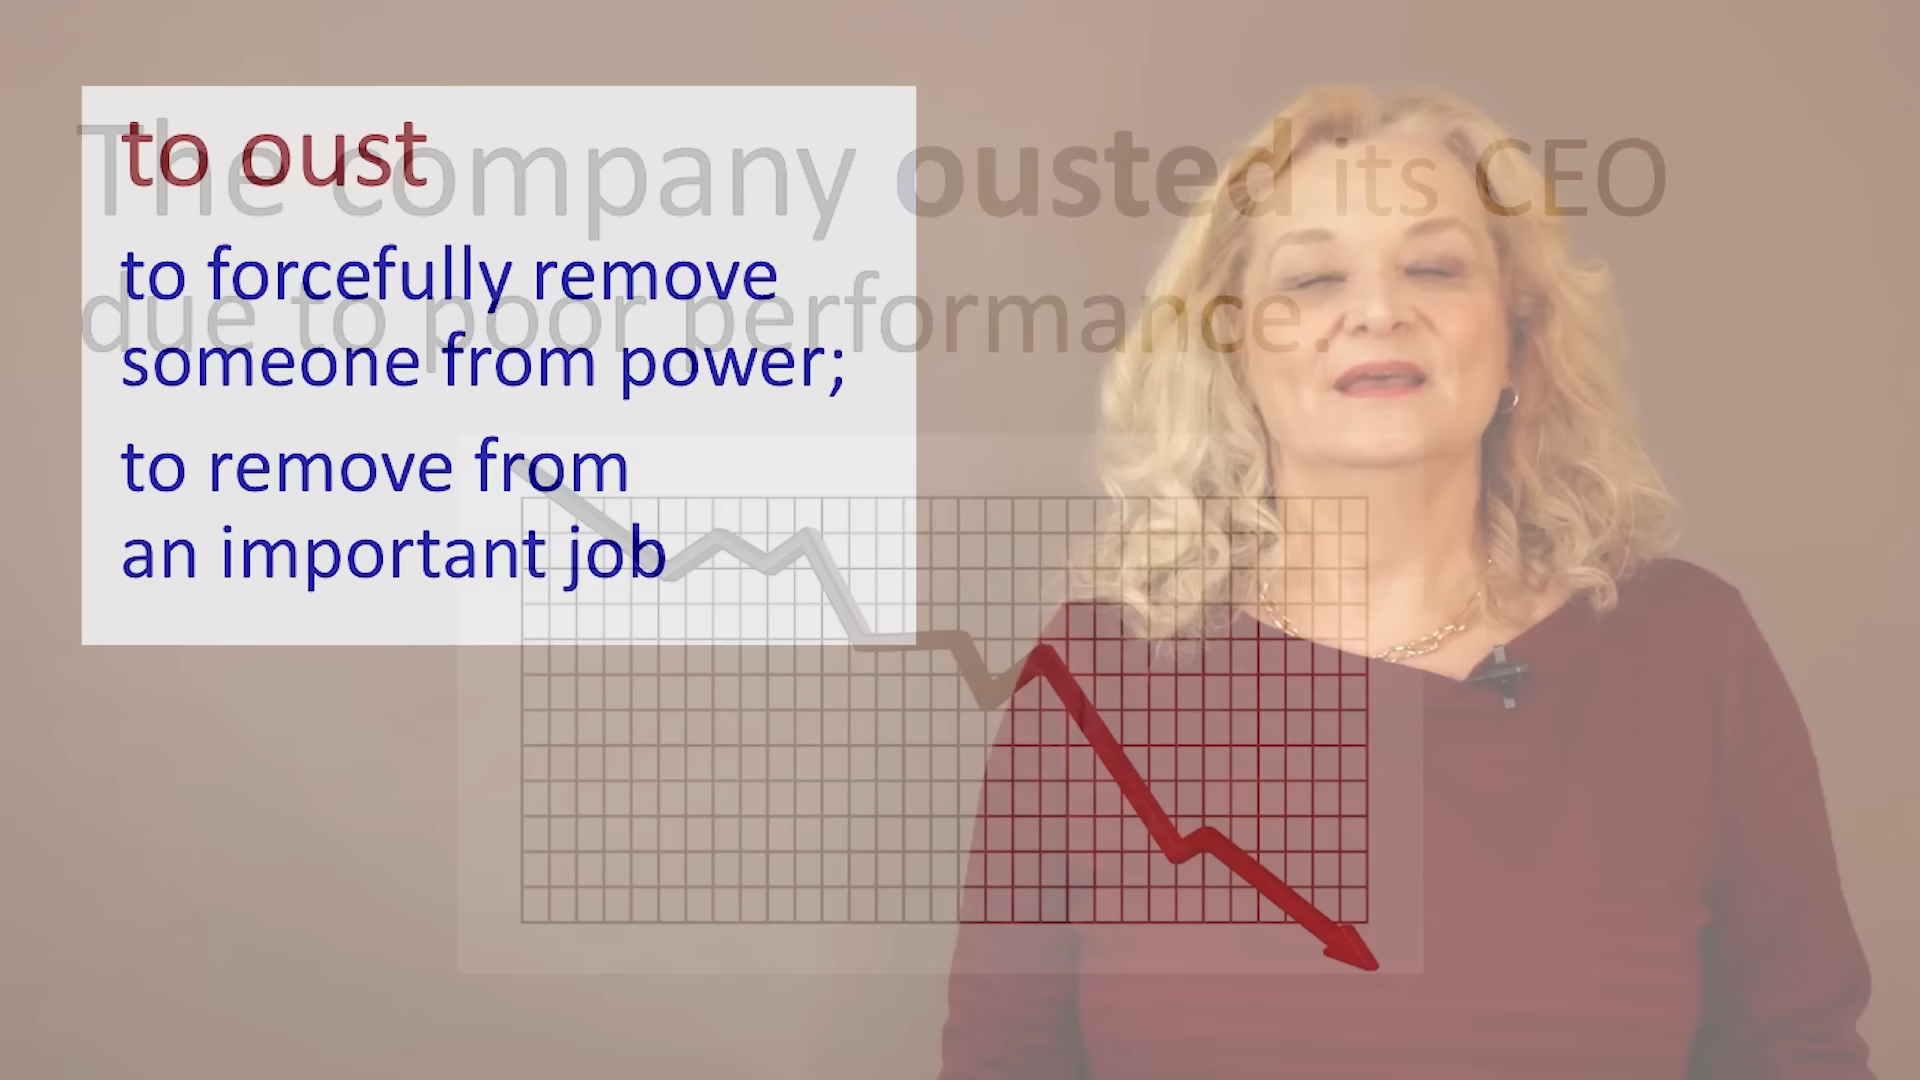 to oust
to forcefully remove
someone from power;
to remove from
an important job
The company ousted its CEO
due to poor performance.